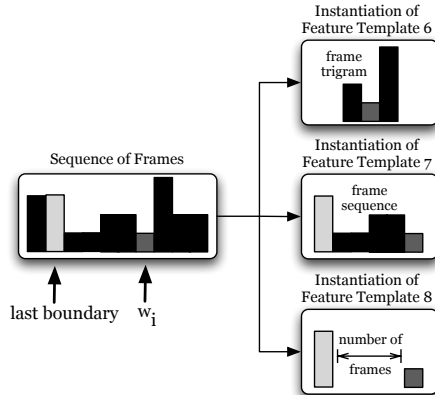 Instantiation of
Feature Template 6
frame
trigram
Sequence of Frames
last boundary
wi
Instantiation of
Feature Template 7
frame
sequence
Instantiation of
Feature Template 8
number of
frames